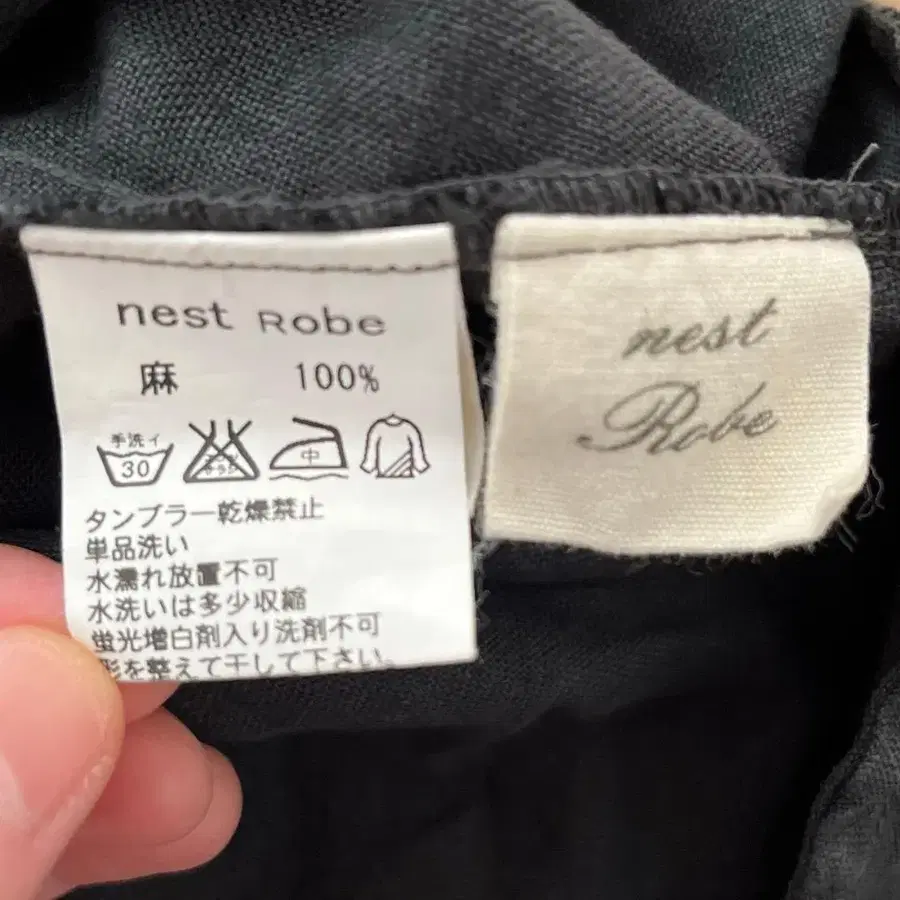 nest Robe
麻 100%
手洗イ
30
中
タンブラー乾燥禁止
単品洗い
水濡れ放置不可
水洗いは多少収縮
蛍光増白剤入り洗剤不可
形を整えて干して下さい。
nest
Robe